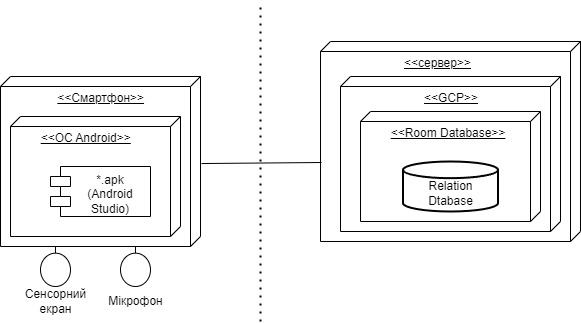 <<Смартфон>>
<<ОС Android>>
*.apk
(Android
Studio)
Сенсорний
екран
Мікрофон
<<сервер>>
<<GCP>>
<<Room Database>>
Relation
Dtabase